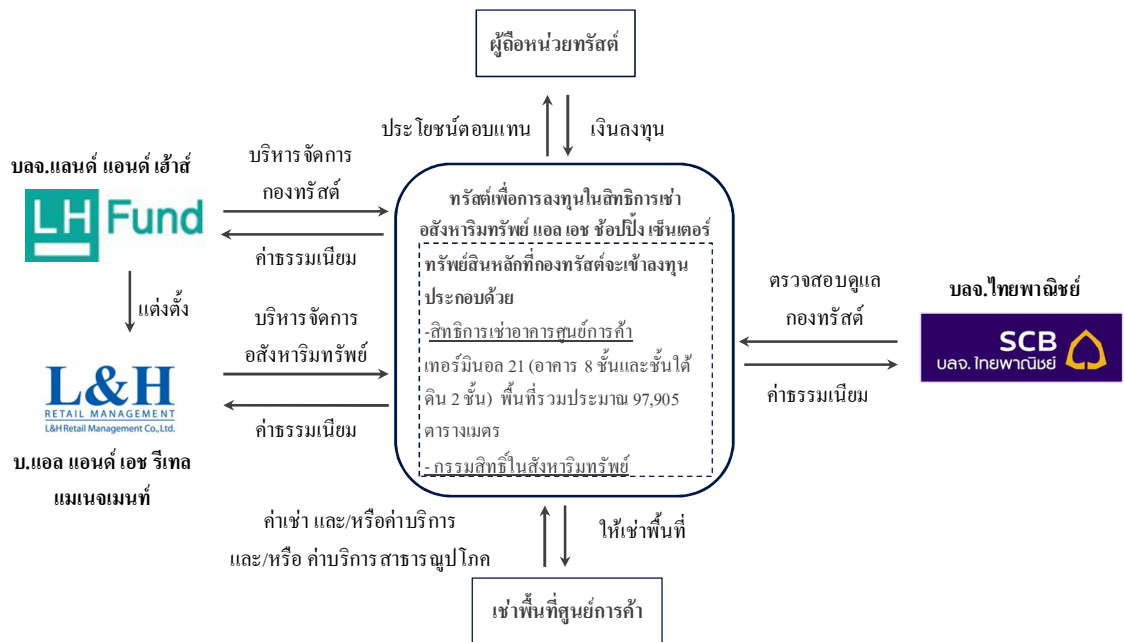 ผู้ถือหน่วยทรัสต์
ประโยชน์ตอบแทน
เงินลงทุน
บลจ.แลนด์ แอนด์ เฮ้าส์
LH Fund
บริหารจัดการ
กองทรัสต์
ค่าธรรมเนียม
แต่งตั้ง
บริหารจัดการ
อสังหาริมทรัพย์
ค่าธรรมเนียม
L&H
RETAIL MANAGEMENT
L&H Retail Management Co.,Ltd.
บ.แอล แอนด์ เอช รีเทล
แมเนจเมนท์
ทรัสต์เพื่อการลงทุนในสิทธิการเช่า
อสังหาริมทรัพย์ แอล เอช ช้อปปิ้ง เซ็นเตอร์
ทรัพย์สินหลักที่กองทรัสต์จะเข้าลงทุน
ประกอบด้วย
-สิทธิการเช่าอาคารศูนย์การค้า
เทอร์มินอล 21 (อาคาร 8 ชั้นและชั้นใต้
ดิน 2 ชั้น) พื้นที่รวมประมาณ 97,905
ตารางเมตร
- กรรมสิทธิ์ในสังหาริมทรัพย์
ตรวจสอบดูแล
กองทรัสต์
ค่าธรรมเนียม
บลจ.ไทยพาณิชย์
SCB
บลจ. ไทยพาณิชย์
ค่าเช่า และ/หรือค่าบริการ
และ/หรือ ค่าบริการสาธารณูปโภค
ให้เช่าพื้นที่
เช่าพื้นที่ศูนย์การค้า